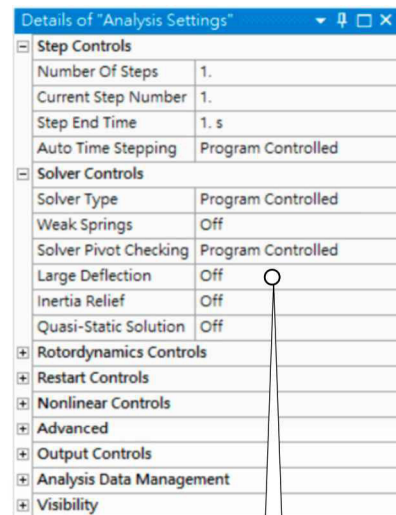 Details of "Analysis Settings"
Step Controls
Number Of Steps 1.
Current Step Number 1.
Step End Time 1. s
Auto Time Stepping Program Controlled
Solver Controls
Solver Type Program Controlled
Weak Springs Off
Solver Pivot Checking Program Controlled
Large Deflection Off
Inertia Relief Off
Quasi-Static Solution Off
Rotordynamics Controls
Restart Controls
Nonlinear Controls
Advanced
Output Controls
Analysis Data Management
Visibility